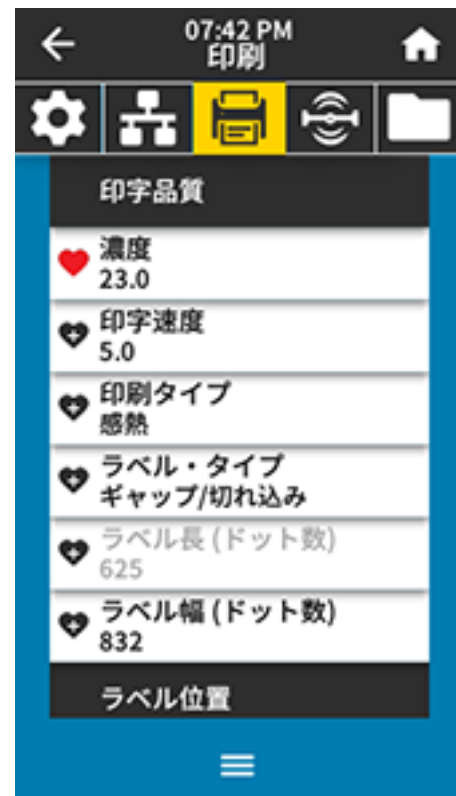 07:42 PM
印刷
印字品質
濃度
23.0
印字速度
5.0
印刷タイプ
感熱
ラベル・タイプ
ギャップ/切れ込み
ラベル長 (ドット数)
625
ラベル幅 (ドット数)
832
ラベル位置